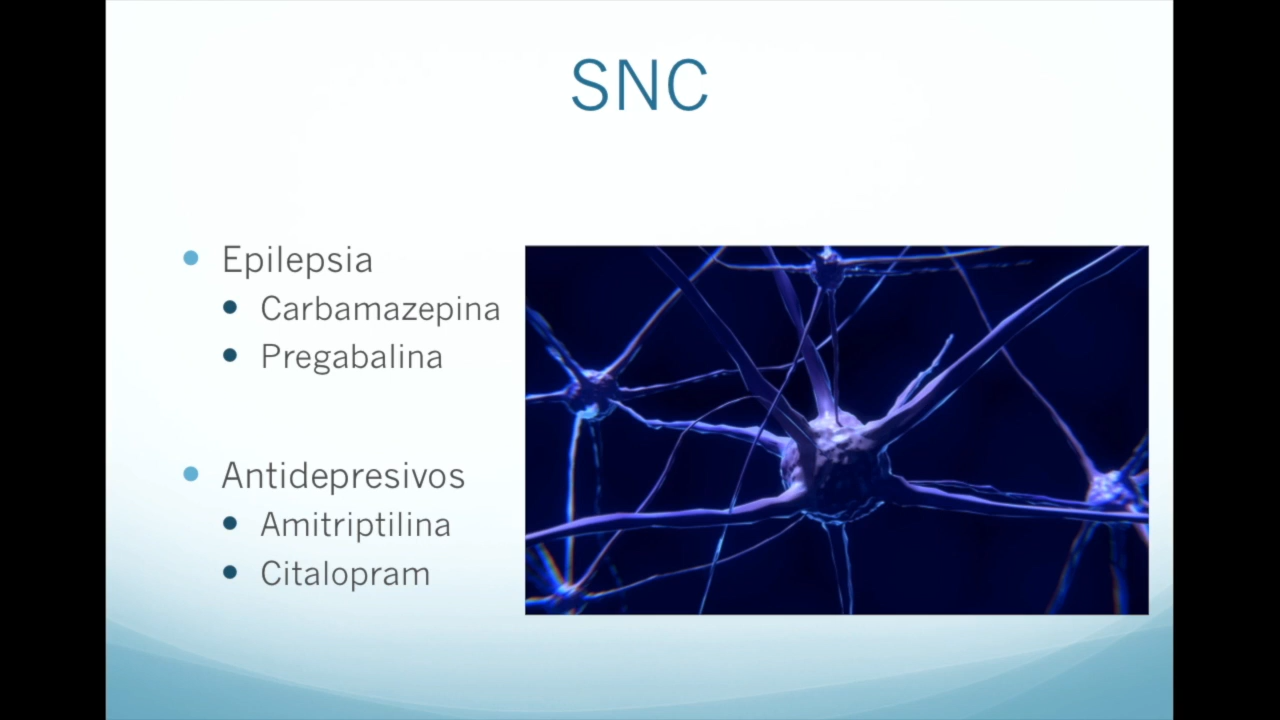 SNC
Epilepsia
Carbamazepina
Pregabalina
Antidepresivos
Amitriptilina
Citalopram